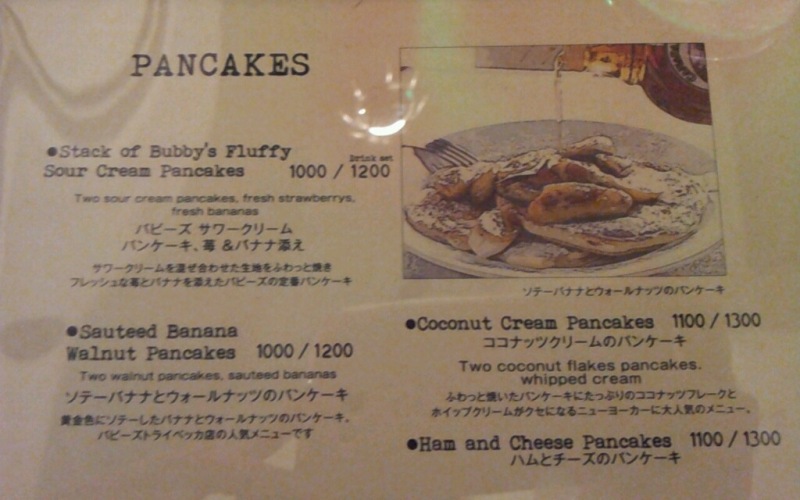 PANCAKES
●Stack of Bubby's Fluffy
Sour Cream Pancakes 1000 / 1200
Drink set
Two sour cream pancakes, fresh strawberrys,
fresh bananas
バビーズ サワークリーム
パンケーキ、苺 &バナナ添え
サワークリームを混ぜ合わせた生地をふわっと焼き
フレッシュな苺とバナナを添えたバビーズの定番パンケーキ
●Sauteed Banana
Walnut Pancakes 1000 / 1200
Two walnut pancakes, sauteed bananas
ソテーバナナとウォールナッツのパンケーキ
黄金色にソテーしたバナナとウォールナッツのパンケーキ。
バビーズトライベッカ店の人気メニューです
ソテーバナナとウォールナッツのパンケーキ
●Coconut Cream Pancakes 1100 / 1300
ココナッツクリームのパンケーキ
Two coconut flakes pancakes.
whipped cream
ふわっと焼いたパンケーキにたっぷりのココナッツフレークと
ホイップクリームがクセになるニューヨーカーに大人気のメニュー。
●Ham and Cheese Pancakes 1100 / 1300
ハムとチーズのパンケーキ